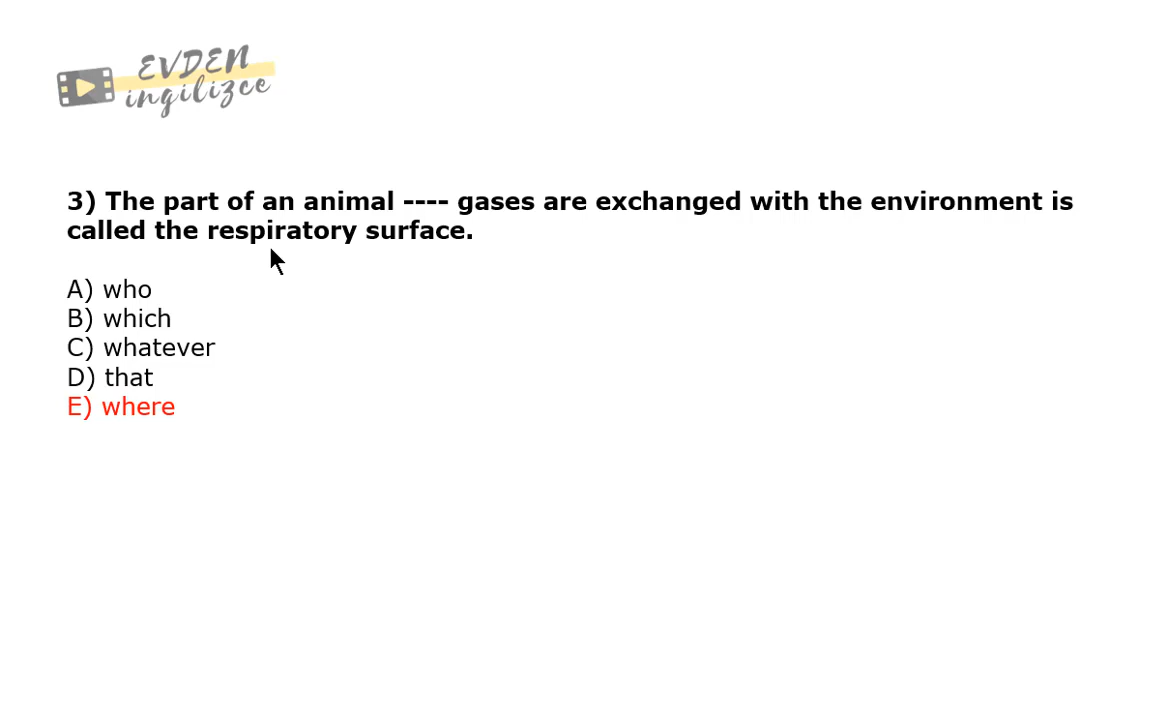 EVDEN
ingilizce
3) The part of an animal ---- gases are exchanged with the environment is
called the respiratory surface.
A) who
B) which
C) whatever
D) that
E) where